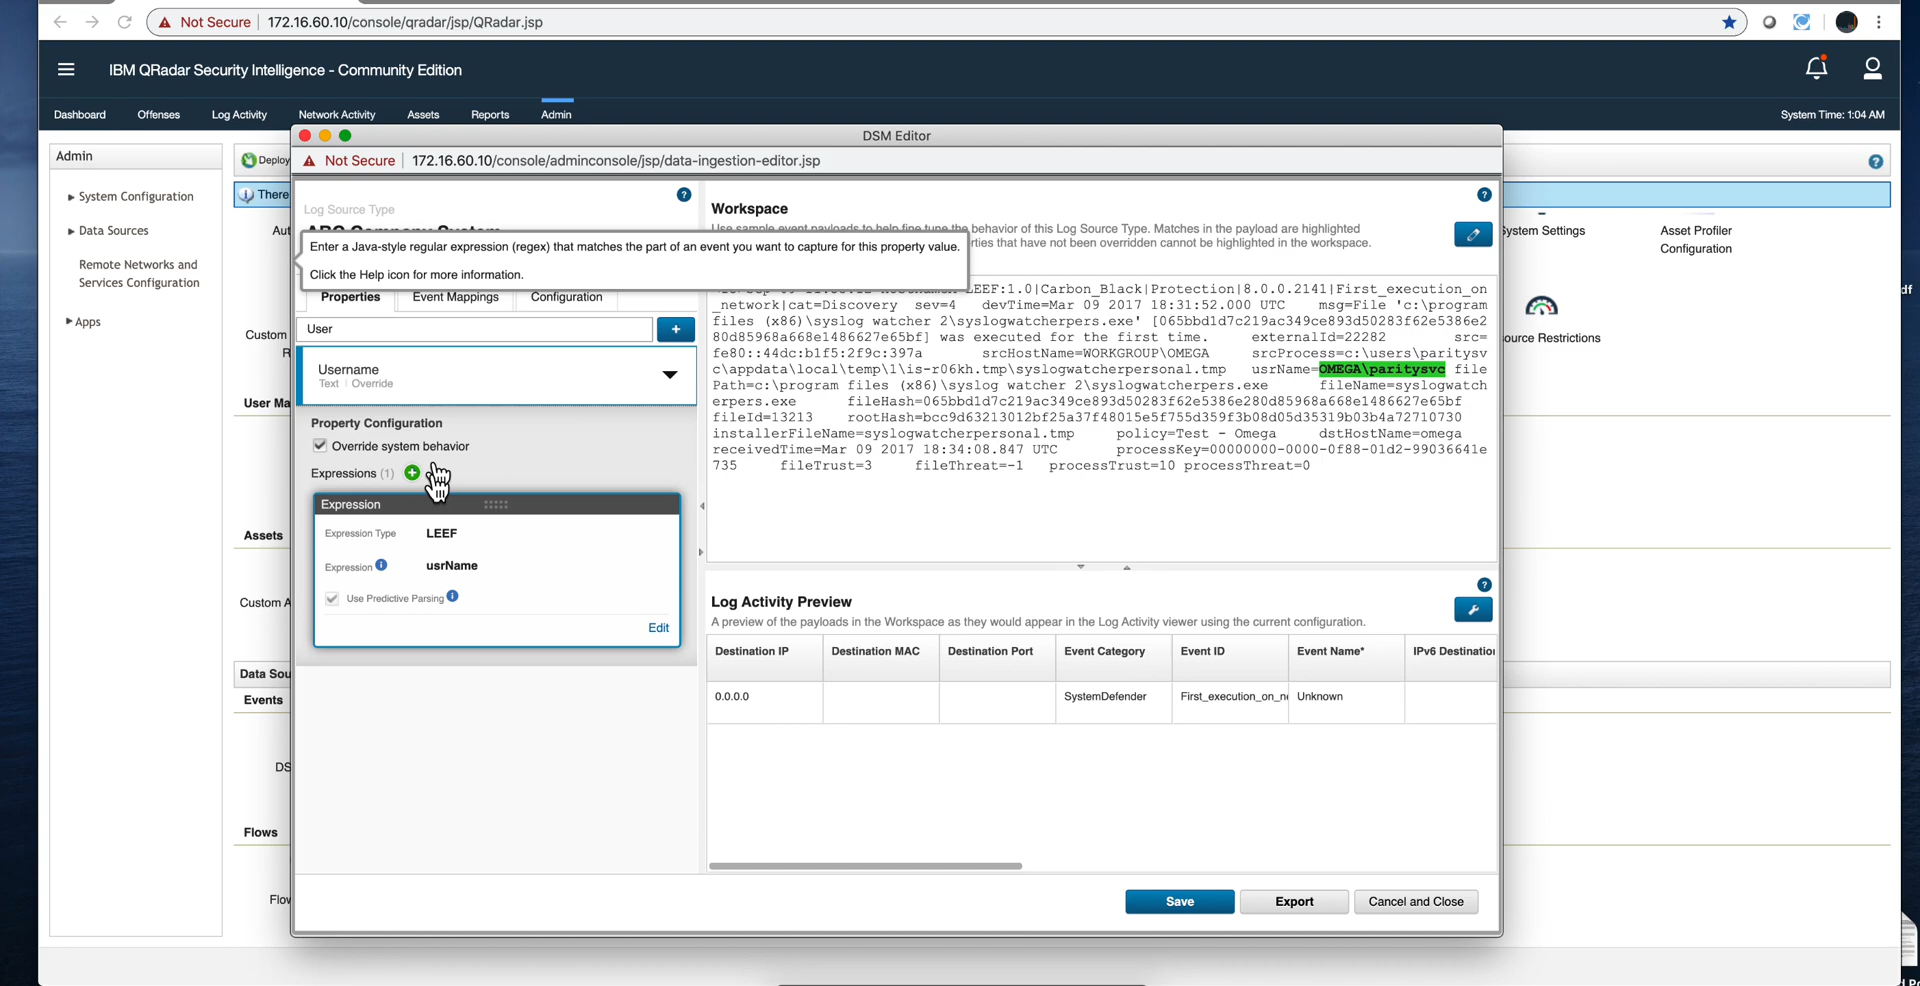 Not Secure 172.16.60.10/console/qradar/jsp/QRadar.jsp
IBM QRadar Security Intelligence - Community Edition
Dashboard Offenses Log Activity Network Activity Assets Reports Admin System Time: 1:04 AM
DSM Editor
Not Secure 172.16.60.10/console/adminconsole/jsp/data-ingestion-editor.jsp
Admin
System Configuration
Data Sources
Remote Networks and
Services Configuration
Apps
Deploy
There
Custom
User Ma
Assets
Custom A
Data Sou
Events
DS
Flows
Flow
Log Source Type
Enter a Java-style regular expression (regex) that matches the part of an event you want to capture for this property value.
Click the Help icon for more information.
Properties Event Mappings Configuration
User
+
Username
Text Override
Property Configuration
Override system behavior
Expressions (1)
Expression
Expression Type LEEF
Expression usrName
Use Predictive Parsing
Edit
Workspace
Use sample event payloads to help fine tune the behavior of this Log Source Type. Matches in the payload are highlighted
rties that have not been overridden cannot be highlighted in the workspace.
LEEF:1.0|Carbon_Black|Protection|8.0.0.2141|First_execution_on
_network|cat=Discovery sev=4 devTime=Mar 09 2017 18:31:52.000 UTC msg=File 'c:\program
files (x86)\syslog watcher 2\syslogwatcherpers.exe' [065bbd1d7c219ac349ce893d50283f62e5386e2
80d85968a668e1486627e65bf] was executed for the first time. externalId=22282 src=
fe80::44dc:b1f5:2f9c:397a srcHostName=WORKGROUP\OMEGA srcProcess=c:\users\paritysv
c\appdata\local\temp\1\is-r06kh.tmp\syslogwatcherpersonal.tmp usrName=OMEGA\paritysvc file
Path=c:\program files (x86)\syslog watcher 2\syslogwatcherpers.exe fileName=syslogwatch
erpers.exe fileHash=065bbd1d7c219ac349ce893d50283f62e5386e280d85968a668e1486627e65bf
fileId=13213 rootHash=bcc9d63213012bf25a37f48015e5f755d359f3b08d05d35319b03b4a72710730
installerFileName=syslogwatcherpersonal.tmp policy=Test - Omega dstHostName=omega
receivedTime=Mar 09 2017 18:34:08.847 UTC processKey=00000000-0000-0f88-01d2-99036641e
735 fileTrust=3 fileThreat=-1 processTrust=10 processThreat=0
Log Activity Preview
A preview of the payloads in the Workspace as they would appear in the Log Activity viewer using the current configuration.
Destination IP Destination MAC Destination Port Event Category Event ID Event Name* IPv6 Destination
0.0.0.0 SystemDefender First_execution_on_n Unknown
Save Export Cancel and Close
System Settings
Asset Profiler
Configuration
ource Restrictions
df